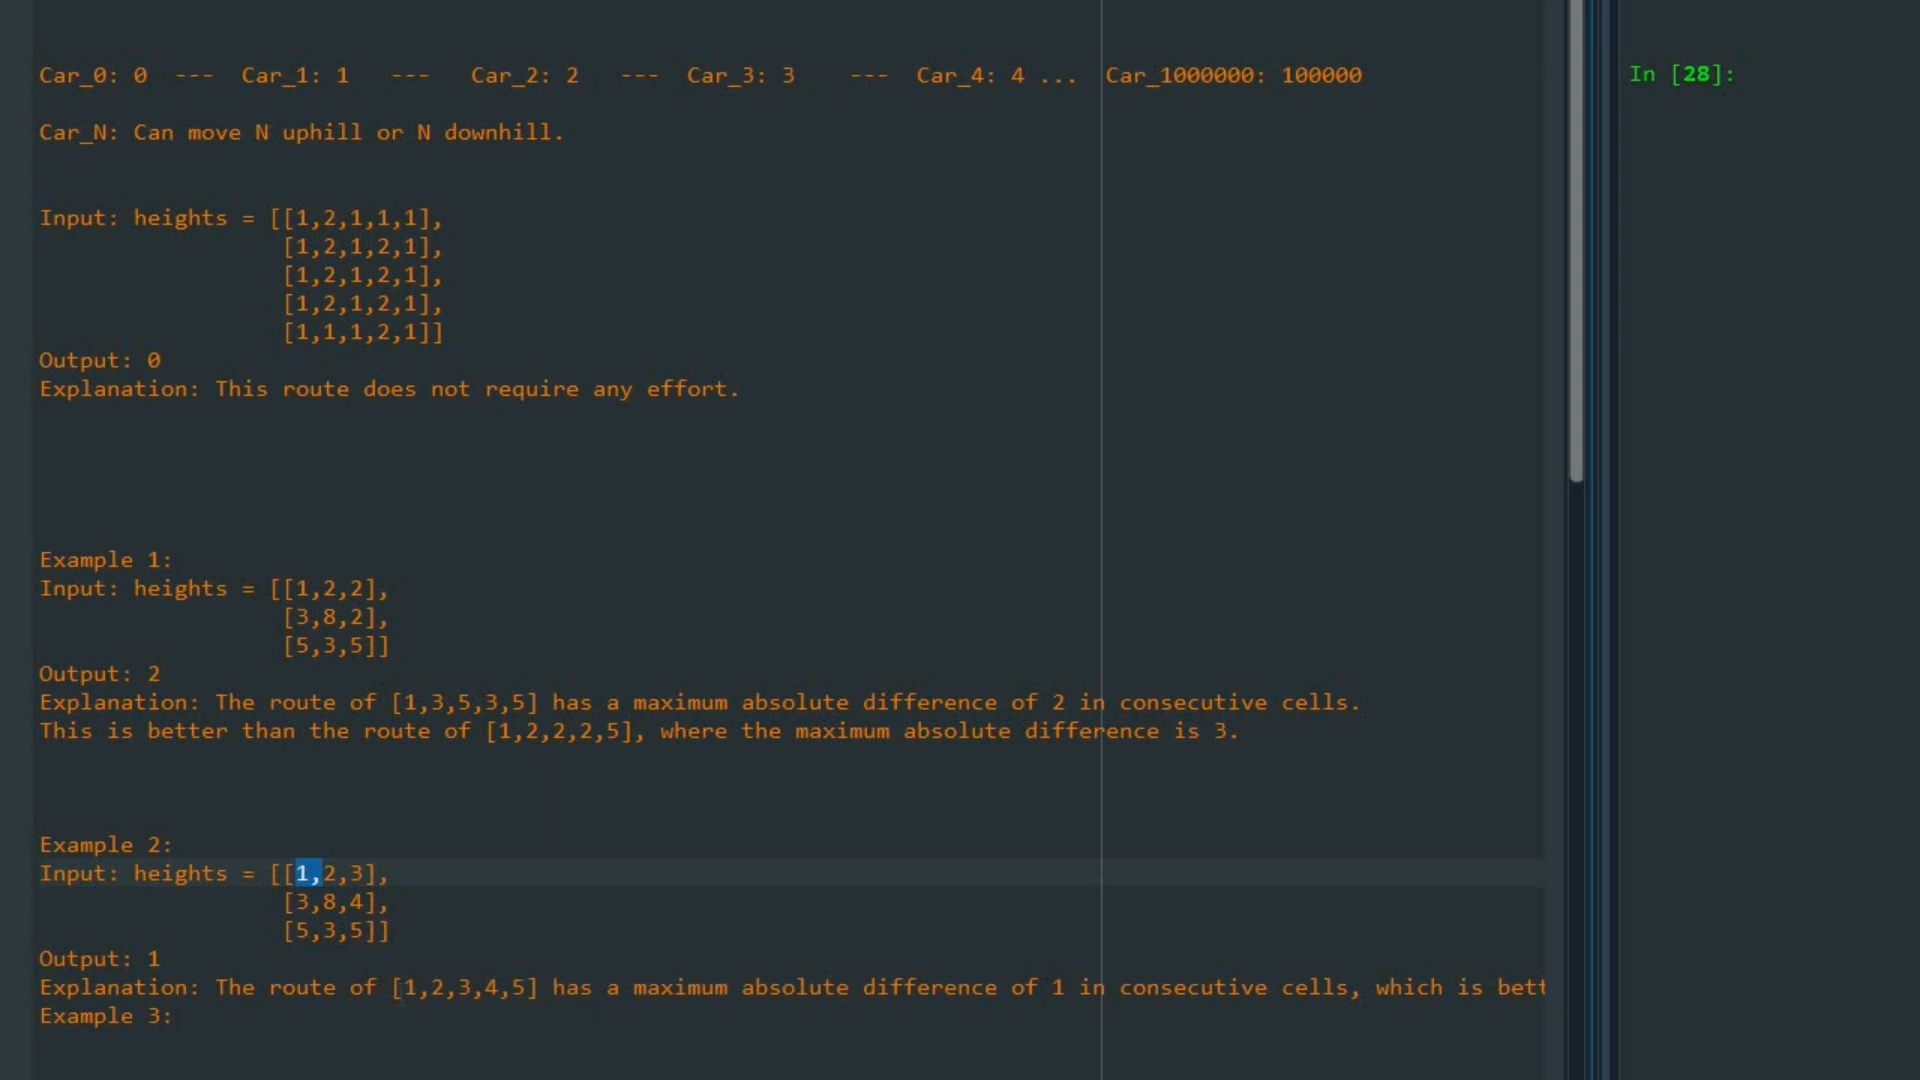 Car_0: 0  ---  Car_1: 1   ---   Car_2: 2   ---  Car_3: 3    ---  Car_4: 4 ...  Car_1000000: 100000
In [28]:
Car_N: Can move N uphill or N downhill.
Input: heights = [[1,2,1,1,1],
[1,2,1,2,1],
[1,2,1,2,1],
[1,2,1,2,1],
[1,1,1,2,1]]
Output: 0
Explanation: This route does not require any effort.
Example 1:
Input: heights = [[1,2,2],
[3,8,2],
[5,3,5]]
Output: 2
Explanation: The route of [1,3,5,3,5] has a maximum absolute difference of 2 in consecutive cells.
This is better than the route of [1,2,2,2,5], where the maximum absolute difference is 3.
Example 2:
Input: heights = [[1,2,3],
[3,8,4],
[5,3,5]]
Output: 1
Explanation: The route of [1,2,3,4,5] has a maximum absolute difference of 1 in consecutive cells, which is bett
Example 3: